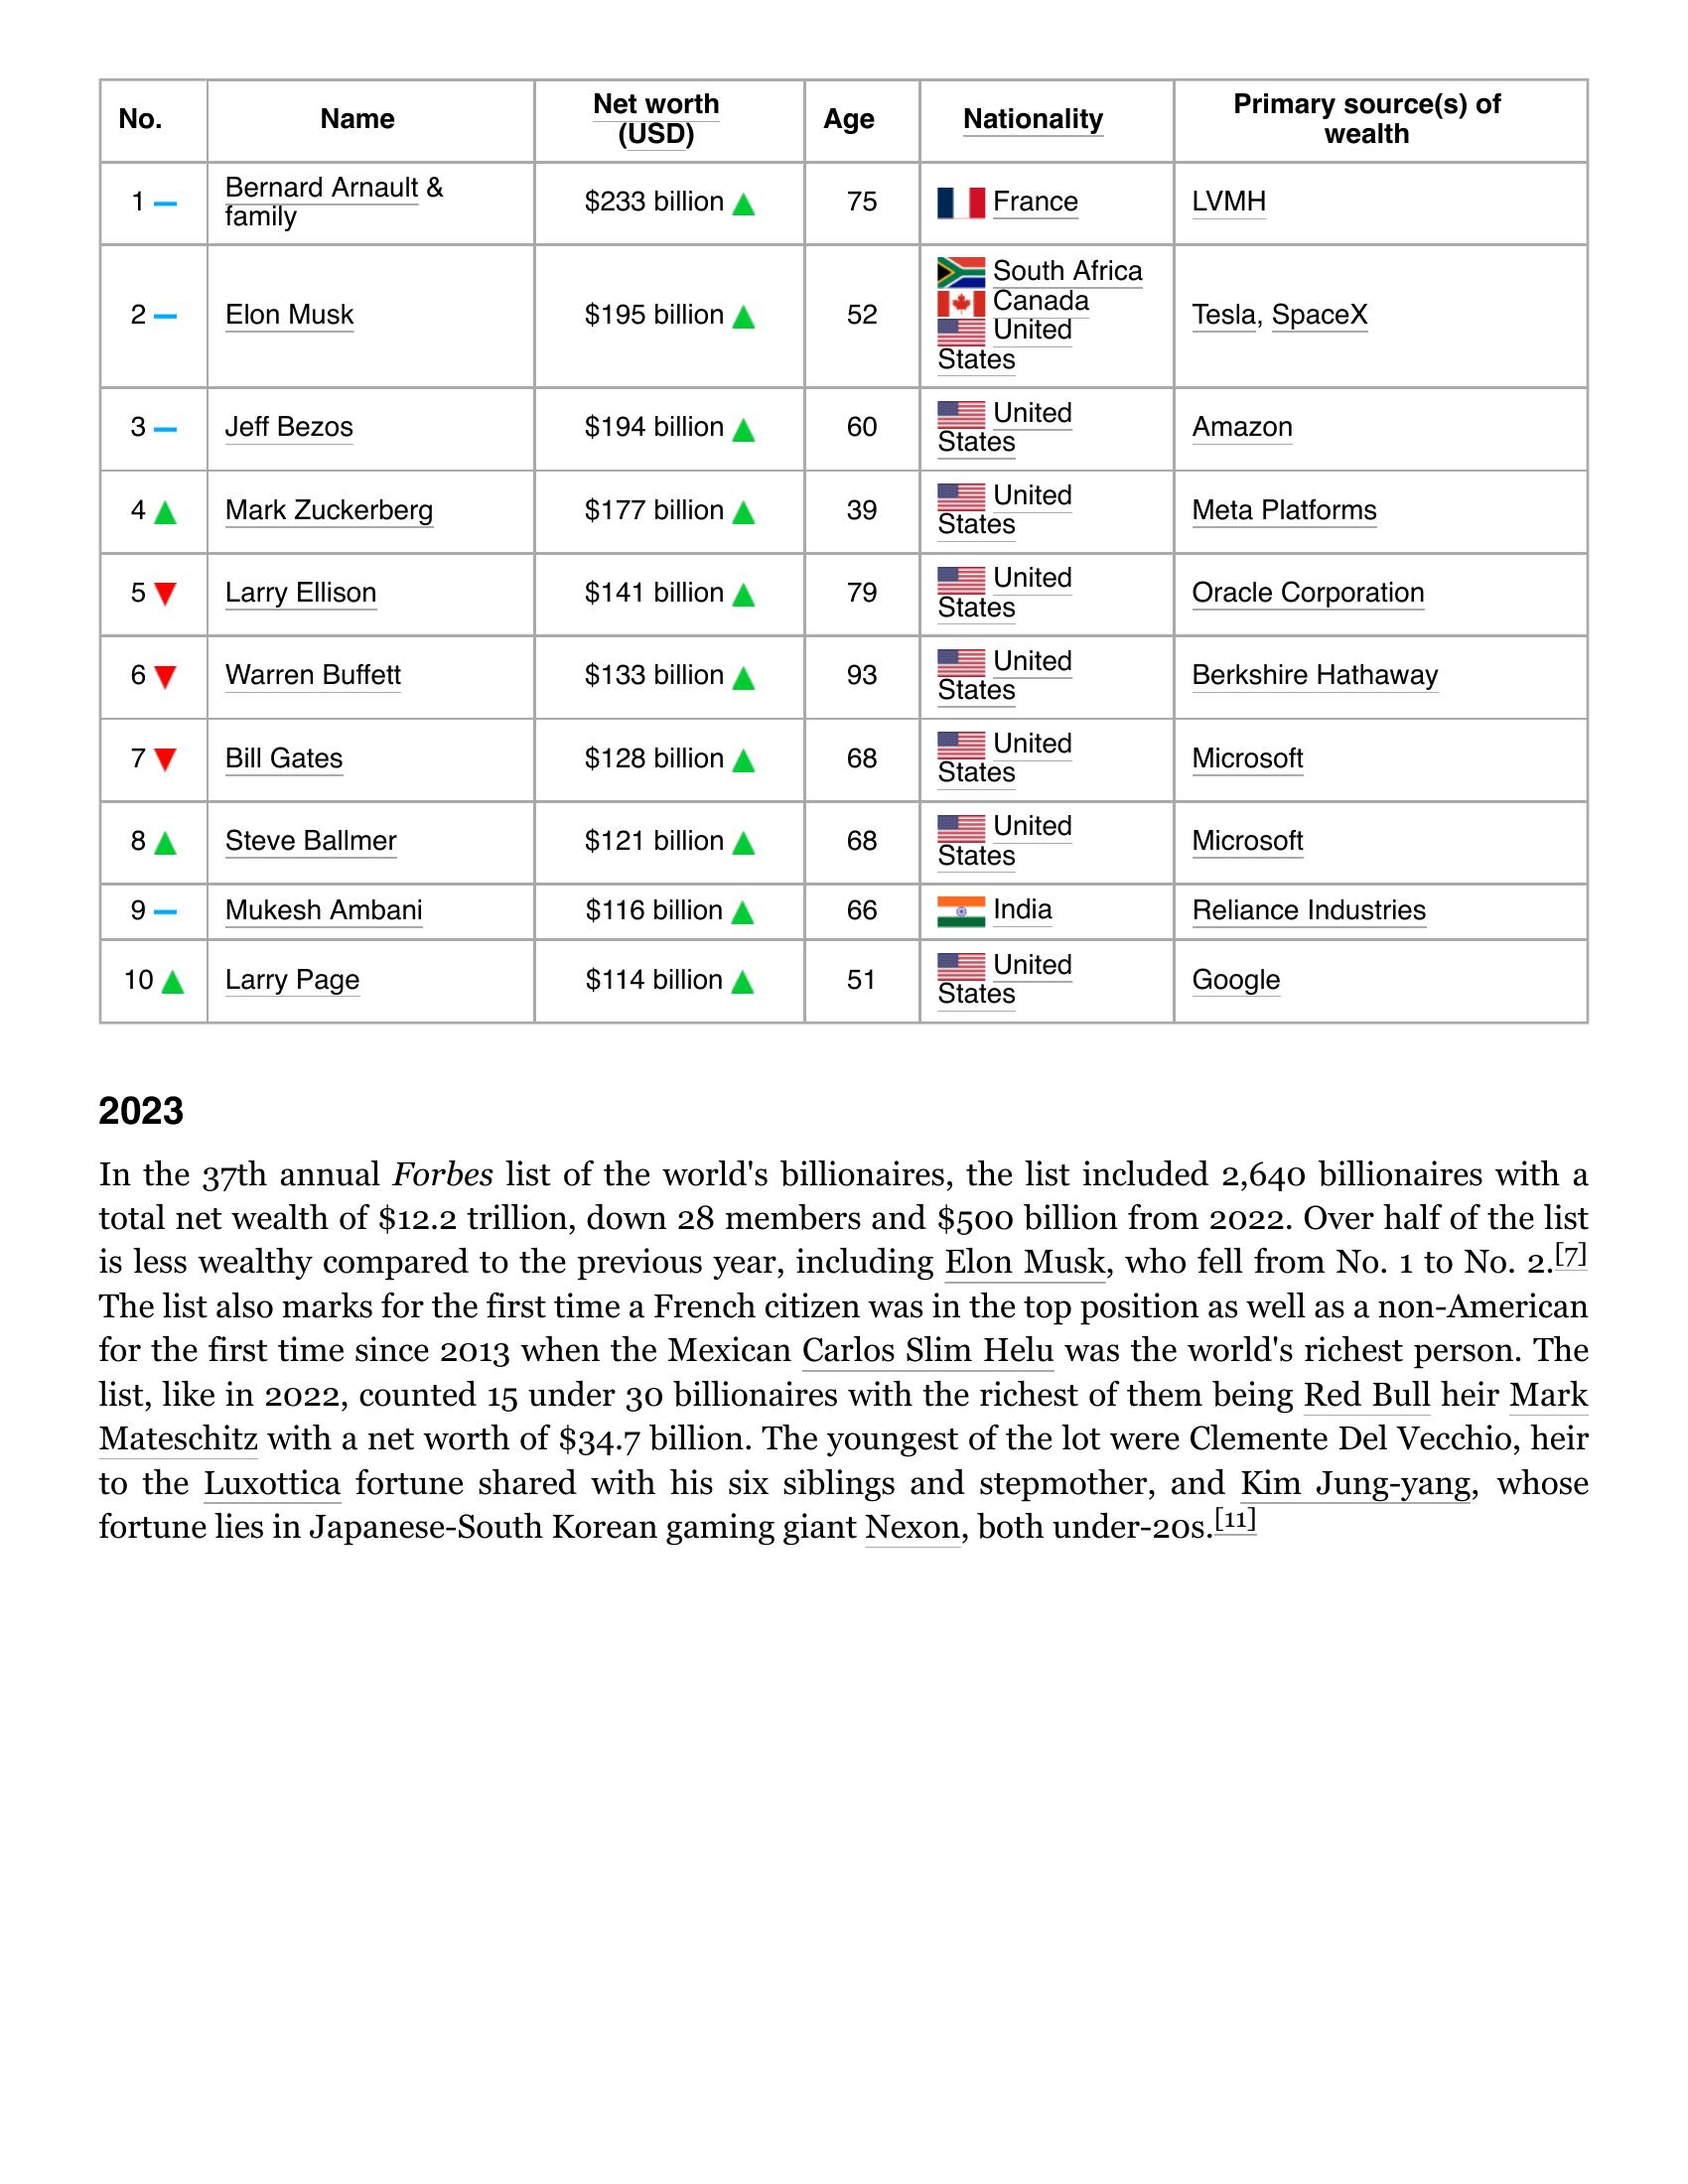 No. Name Net worth (USD) Age Nationality Primary source(s) of wealth
1 Bernard Arnault & family $233 billion 75 France LVMH
2 Elon Musk $195 billion 52 South Africa Canada United States Tesla, SpaceX
3 Jeff Bezos $194 billion 60 United States Amazon
4 Mark Zuckerberg $177 billion 39 United States Meta Platforms
5 Larry Ellison $141 billion 79 United States Oracle Corporation
6 Warren Buffett $133 billion 93 United States Berkshire Hathaway
7 Bill Gates $128 billion 68 United States Microsoft
8 Steve Ballmer $121 billion 68 United States Microsoft
9 Mukesh Ambani $116 billion 66 India Reliance Industries
10 Larry Page $114 billion 51 United States Google
2023
In the 37th annual Forbes list of the world's billionaires, the list included 2,640 billionaires with a
total net wealth of $12.2 trillion, down 28 members and $500 billion from 2022. Over half of the list
is less wealthy compared to the previous year, including Elon Musk, who fell from No. 1 to No. 2.[7]
The list also marks for the first time a French citizen was in the top position as well as a non-American
for the first time since 2013 when the Mexican Carlos Slim Helu was the world's richest person. The
list, like in 2022, counted 15 under 30 billionaires with the richest of them being Red Bull heir Mark
Mateschitz with a net worth of $34.7 billion. The youngest of the lot were Clemente Del Vecchio, heir
to the Luxottica fortune shared with his six siblings and stepmother, and Kim Jung-yang, whose
fortune lies in Japanese-South Korean gaming giant Nexon, both under-20s.[11]